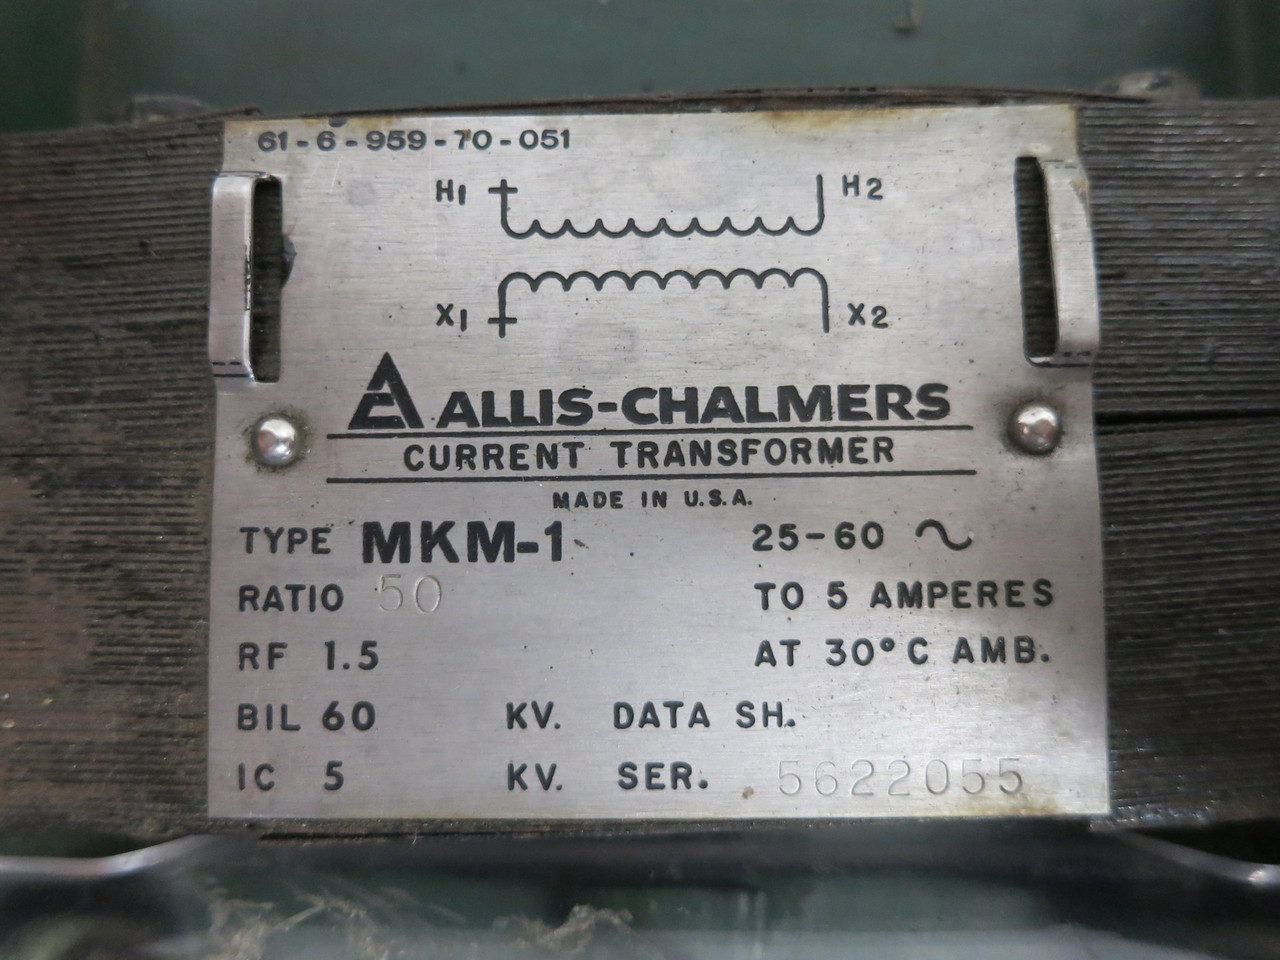 61-6-959-70-051
H1 H2
X1 X2
ALLIS-CHALMERS
CURRENT TRANSFORMER
MADE IN U.S.A.
TYPE MKM-1 25-60 ~
RATIO 50 TO 5 AMPERES
RF 1.5 AT 30°C AMB.
BIL 60 KV. DATA SH.
IC 5 KV. SER. 5622055